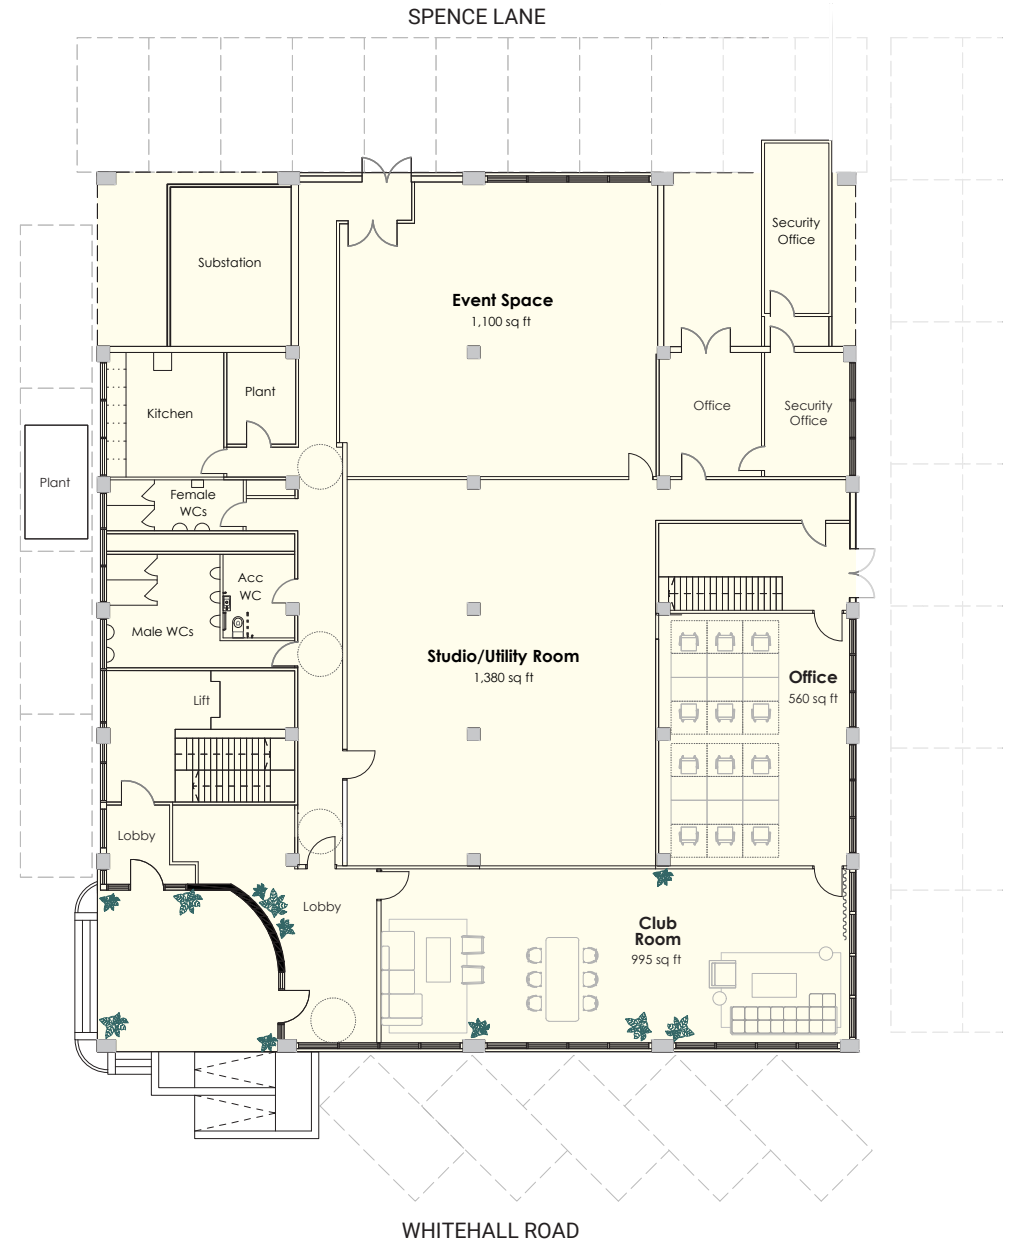 SPENCE LANE
Security
Office
Substation
Event Space
1,100 sq ft
Plant
Kitchen
Office
Security
Office
Plant
Female
WCs
Acc
WC
Male WCs
Studio/Utility Room
1,380 sq ft
Office
560 sq ft
Lift
Lobby
Lobby
Club
Room
995 sq ft
WHITEHALL ROAD